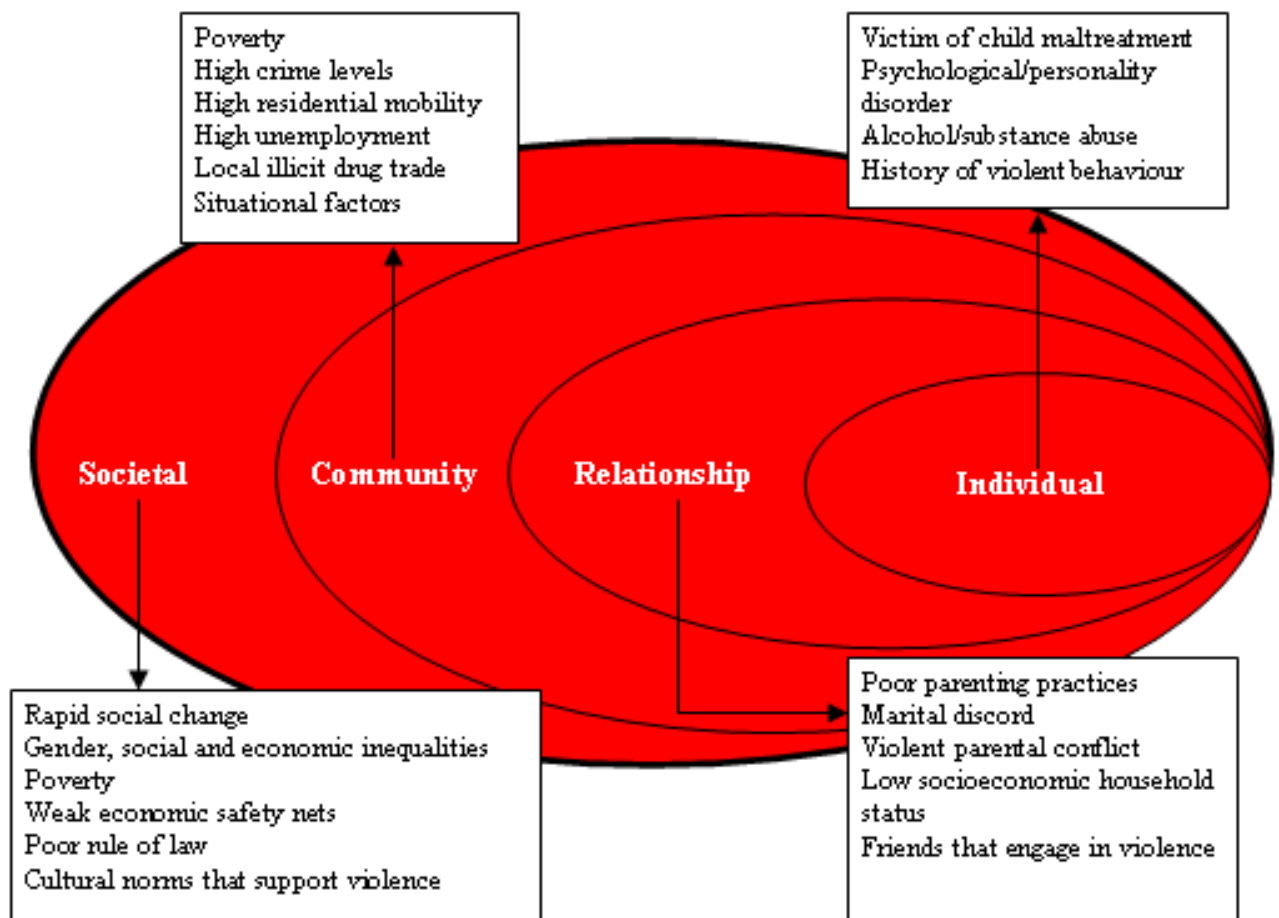 Poverty
High crime levels
High residential mobility
High unemployment
Local illicit drug trade
Situational factors
Victim of child maltreatment
Psychological/personality
disorder
Alcohol/substance abuse
History of violent behaviour
Societal
Community
Relationship
Individual
Rapid social change
Gender, social and economic inequalities
Poverty
Weak economic safety nets
Poor rule of law
Cultural norms that support violence
Poor parenting practices
Marital discord
Violent parental conflict
Low socioeconomic household
status
Friends that engage in violence